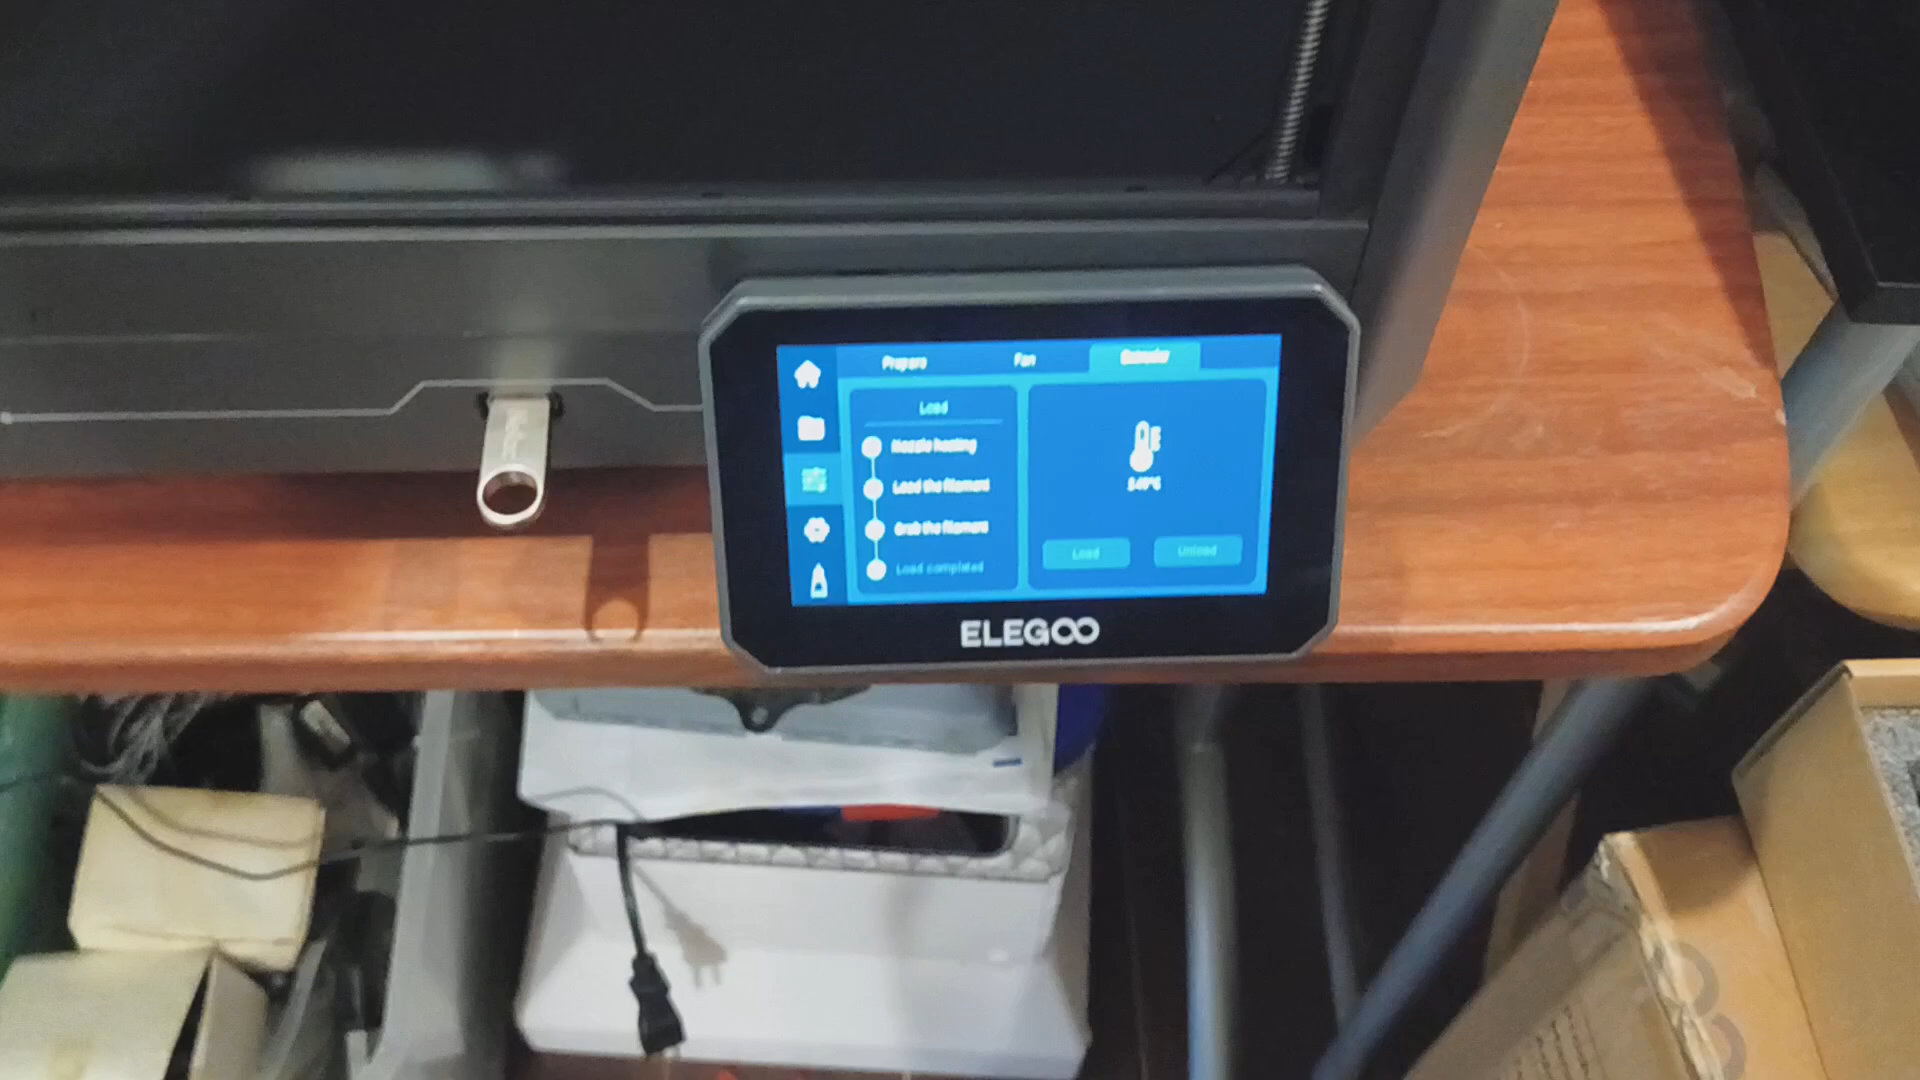 Prepare Fan Extruder
Load
Nozzle heating
Load the filament
Grab the filament
Load completed
Load Unload
ELEGOO